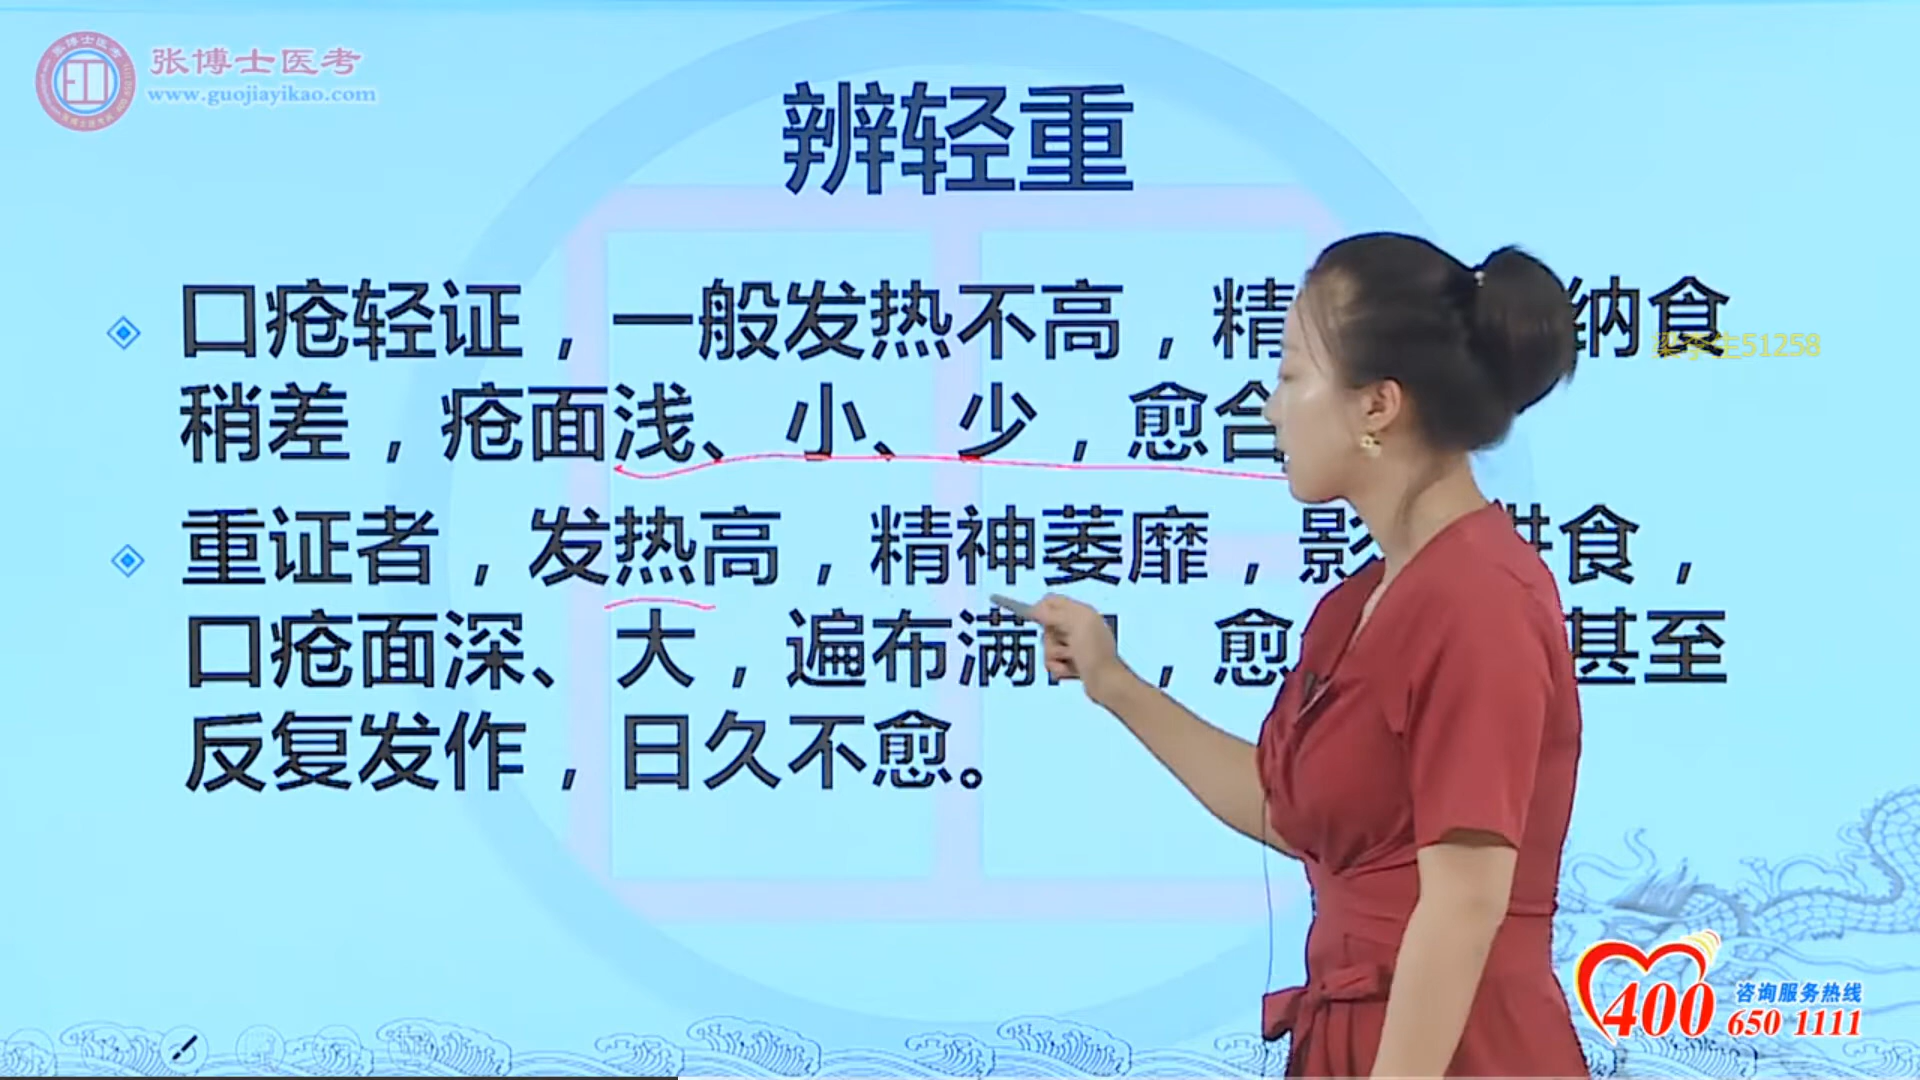 张博士医考
www.guojiayikao.com
辨轻重
口疮轻证，一般发热不高，精 纳食
稍差，疮面浅、小、少，愈合
重证者，发热高，精神萎靡，影 食，
口疮面深、大，遍布满 ，愈 甚至
反复发作，日久不愈。
51258
400 咨询服务热线
650 1111